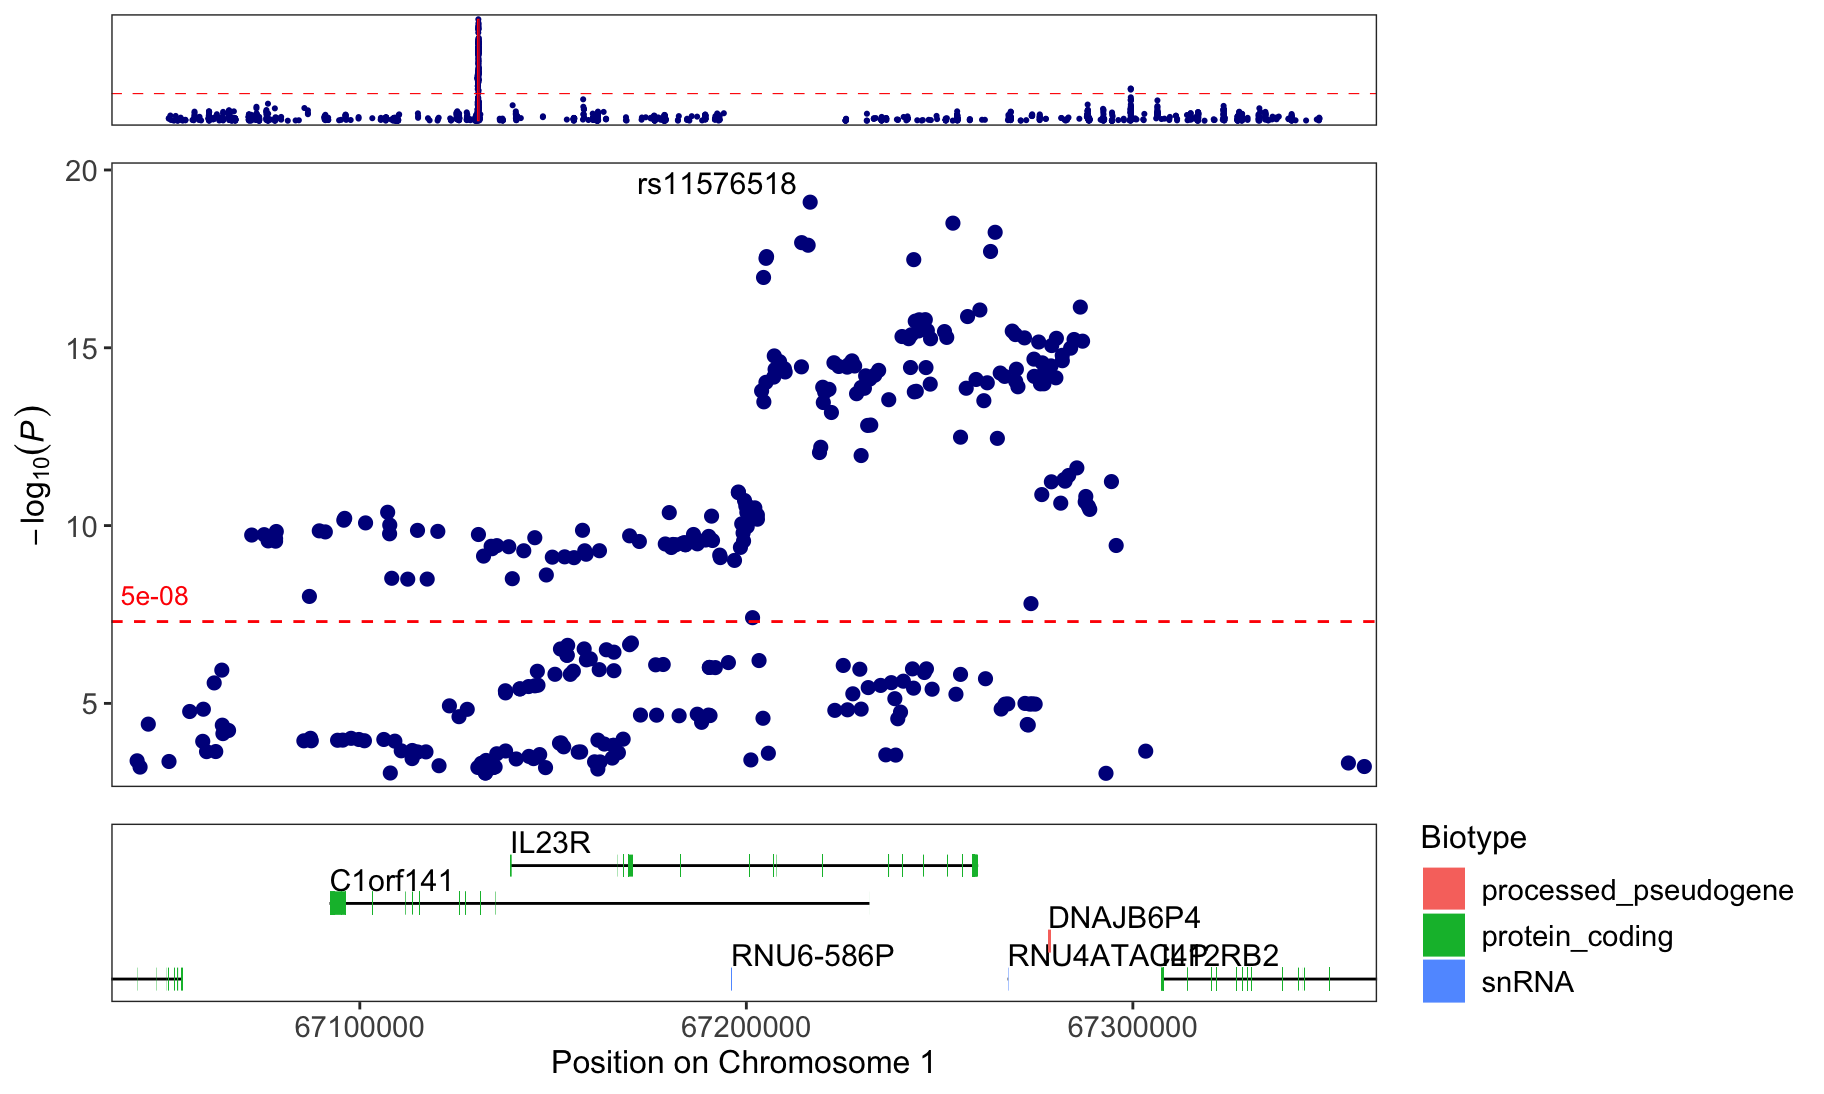 rs11576518
20
15
10
5
5e-08
−log10(P)
IL23R
C1orf141
DNAJB6P4
RNU6-586P
RNU4ATAC4P
IL12RB2
67100000
67200000
67300000
Position on Chromosome 1
Biotype
processed_pseudogene
protein_coding
snRNA